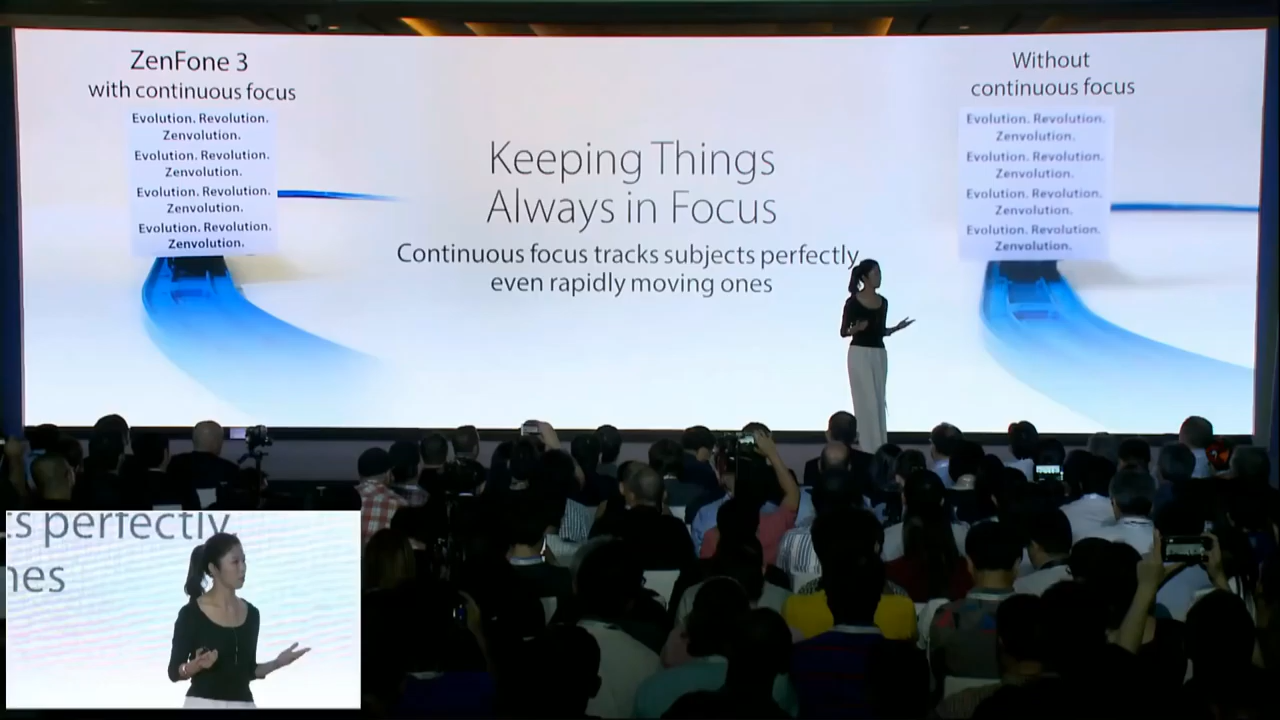 ZenFone 3
with continuous focus
Evolution. Revolution.
Zenvolution.
Evolution. Revolution.
Zenvolution.
Evolution. Revolution.
Zenvolution.
Evolution. Revolution.
Zenvolution.
Keeping Things
Always in Focus
Continuous focus tracks subjects perfectly,
even rapidly moving ones
Without
continuous focus
Evolution. Revolution.
Zenvolution.
Evolution. Revolution.
Zenvolution.
Evolution. Revolution.
Zenvolution.
Evolution. Revolution.
Zenvolution.
s perfectly
nes